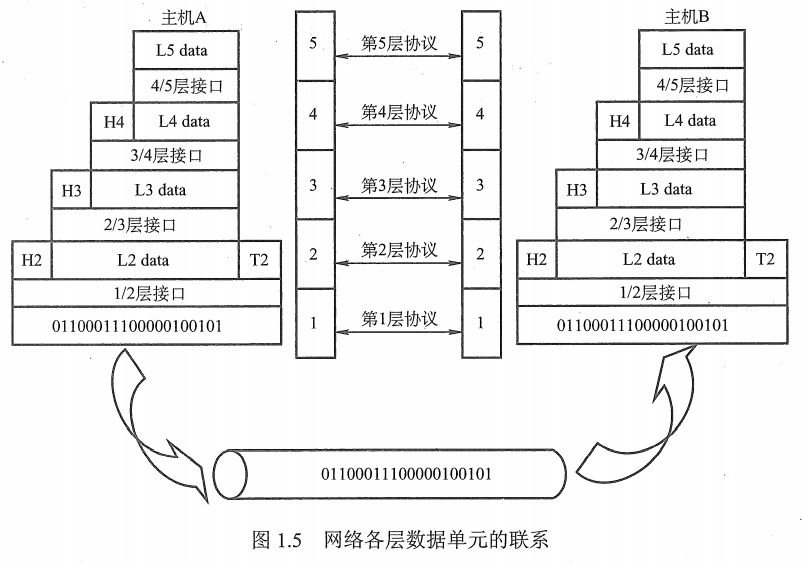 主机A
主机B
L5 data
5
第5层协议
5
L5 data
4/5层接口
4/5层接口
H4
L4 data
4
第4层协议
4
H4
L4 data
3/4层接口
3/4层接口
H3
L3 data
3
第3层协议
3
H3
L3 data
2/3层接口
2/3层接口
H2
L2 data
T2
2
第2层协议
2
H2
L2 data
T2
1/2层接口
1/2层接口
01100011100000100101
1
第1层协议
1
01100011100000100101
01100011100000100101
图 1.5 网络各层数据单元的联系